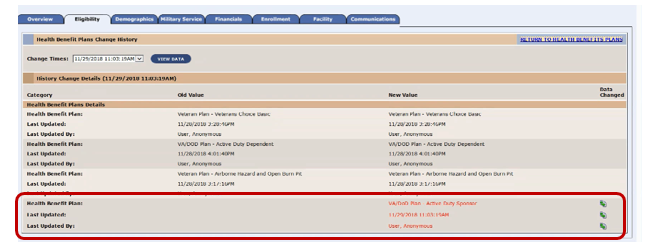 Overview Eligibility Demographics Military Service Financials Enrollment Facility Communications
Health Benefit Plans Change History RETURN TO HEALTH BENEFITS PLANS
Change Times: 11/29/2018 11:03:19AM VIEW DATA
History Change Details (11/29/2018 11:03:19AM)
Category Old Value New Value Data Changed
Health Benefit Plans Details
Health Benefit Plan: Veteran Plan - Veterans Choice Basic Veteran Plan - Veterans Choice Basic
Last Updated: 11/28/2018 3:20:46PM 11/28/2018 3:20:46PM
Last Updated By: User, Anonymous User, Anonymous
Health Benefit Plan: VA/DOD Plan - Active Duty Dependent VA/DOD Plan - Active Duty Dependent
Last Updated: 11/28/2018 4:01:40PM 11/28/2018 4:01:40PM
Last Updated By: User, Anonymous User, Anonymous
Health Benefit Plan: Veteran Plan - Airborne Hazard and Open Burn Pit Veteran Plan - Airborne Hazard and Open Burn Pit
Last Updated: 11/28/2018 3:17:16PM 11/28/2018 3:17:16PM
Health Benefit Plan: VA/DOD Plan - Active Duty Sponsor
Last Updated: 11/29/2018 11:03:19AM
Last Updated By: User, Anonymous